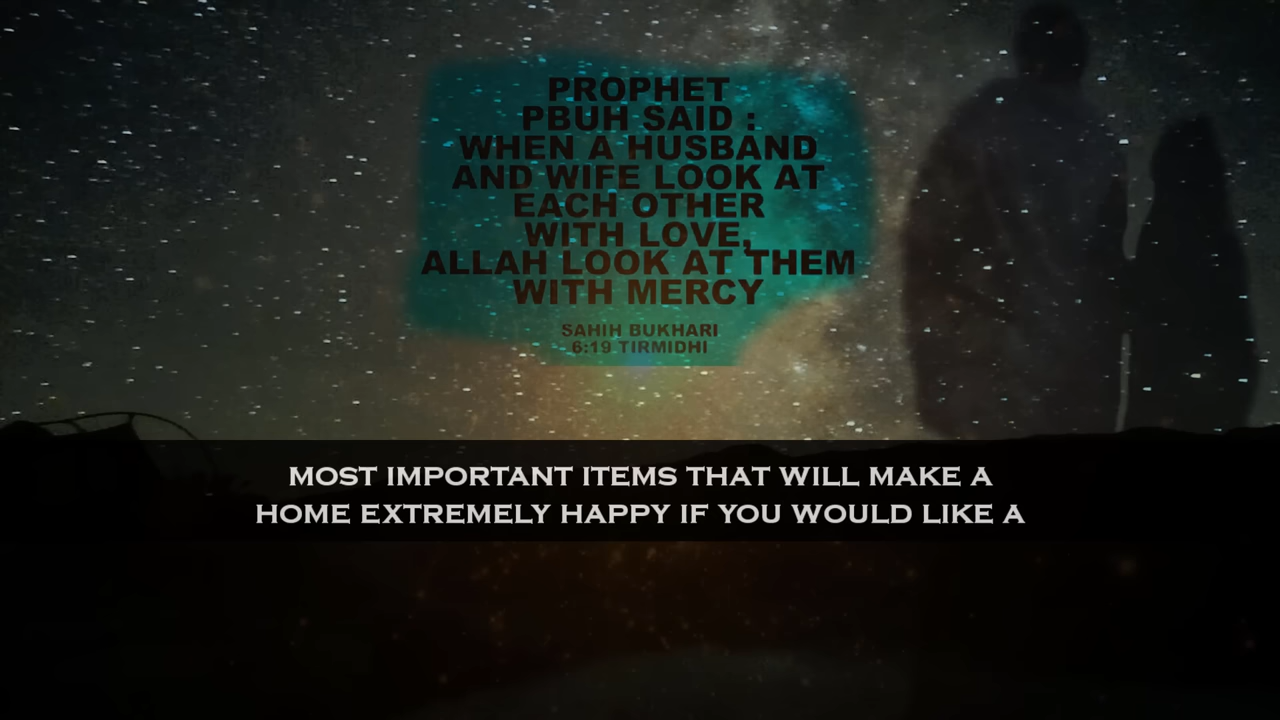 PROPHET
PBUH SAID :
WHEN A HUSBAND
AND WIFE LOOK AT
EACH OTHER
WITH LOVE,
ALLAH LOOK AT THEM
WITH MERCY
SAHIH BUKHARI
6:19 TIRMIDHI
MOST IMPORTANT ITEMS THAT WILL MAKE A
HOME EXTREMELY HAPPY IF YOU WOULD LIKE A